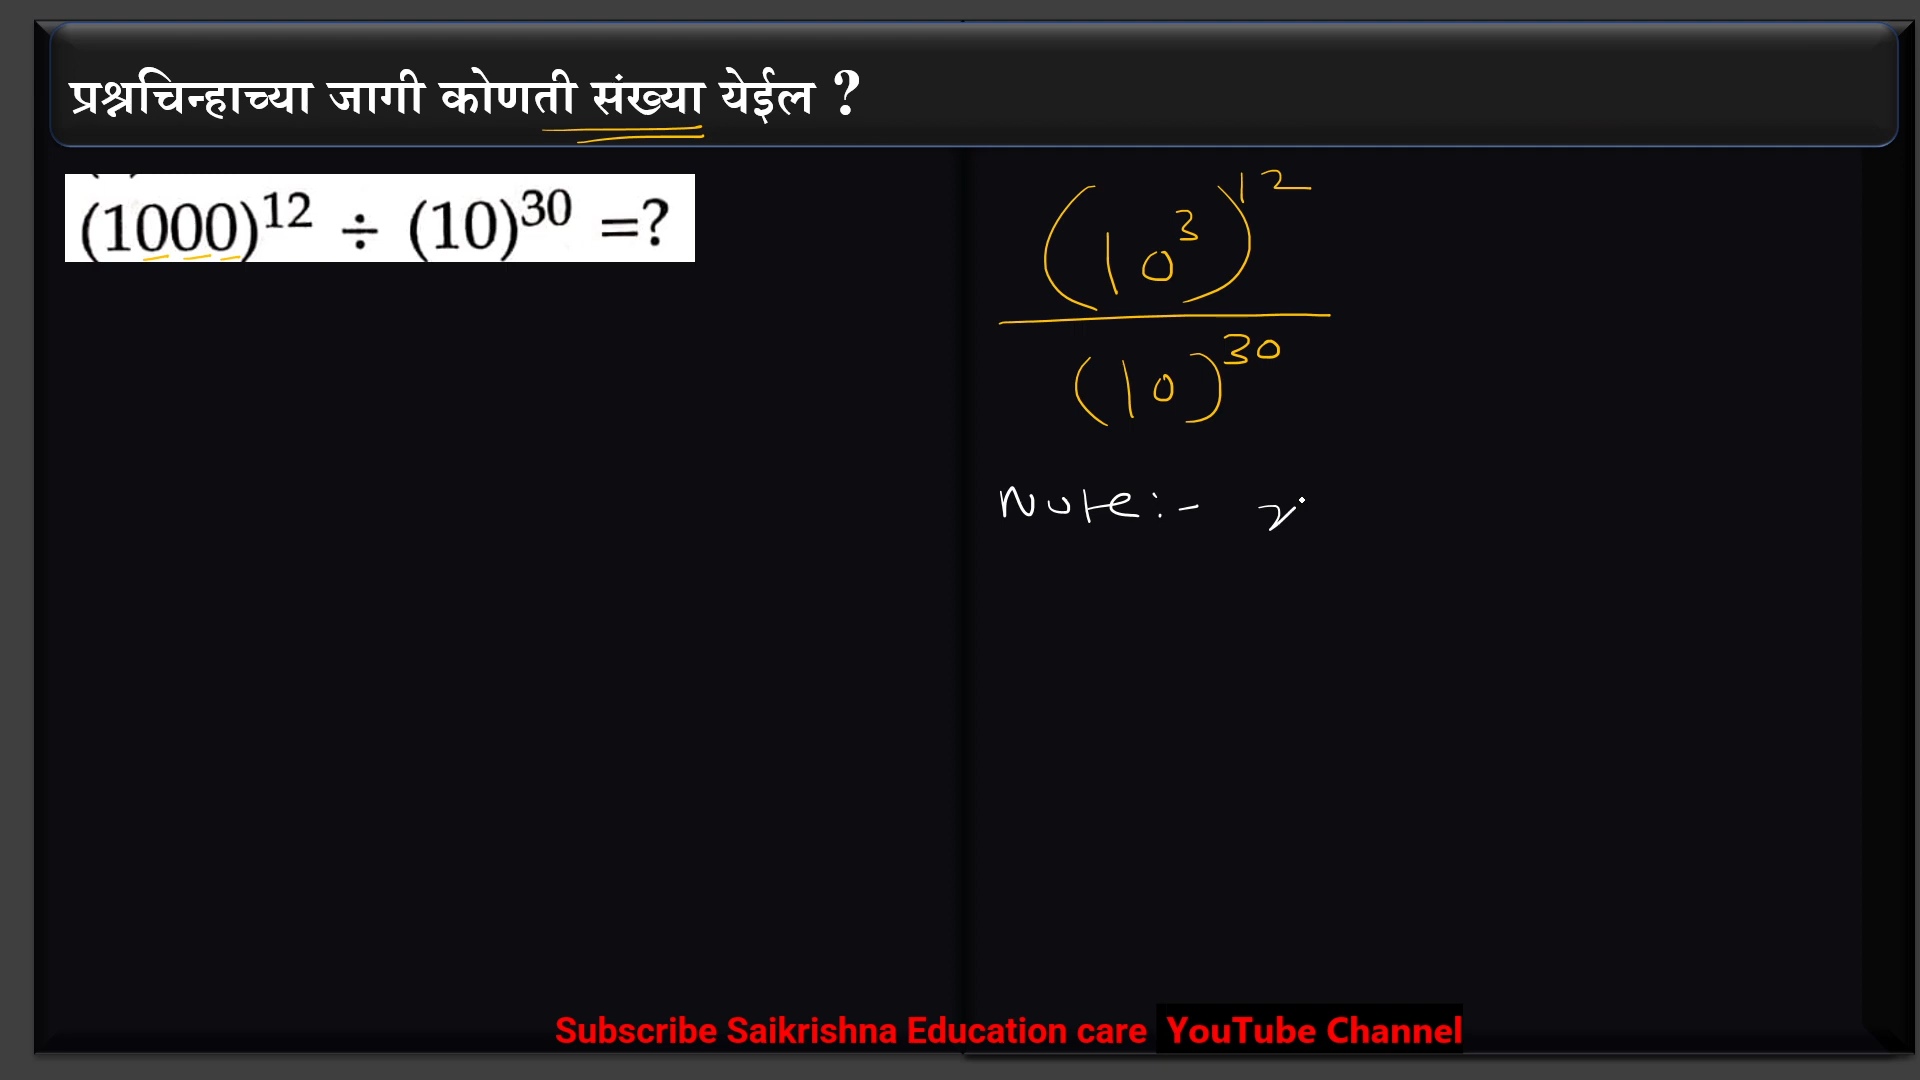 प्रश्नचिन्हाच्या जागी कोणती संख्या येईल ?
(1000)^12 ÷ (10)^30 =?
(10^3)^12
(10)^30
Note:-
Subscribe Saikrishna Education care YouTube Channel